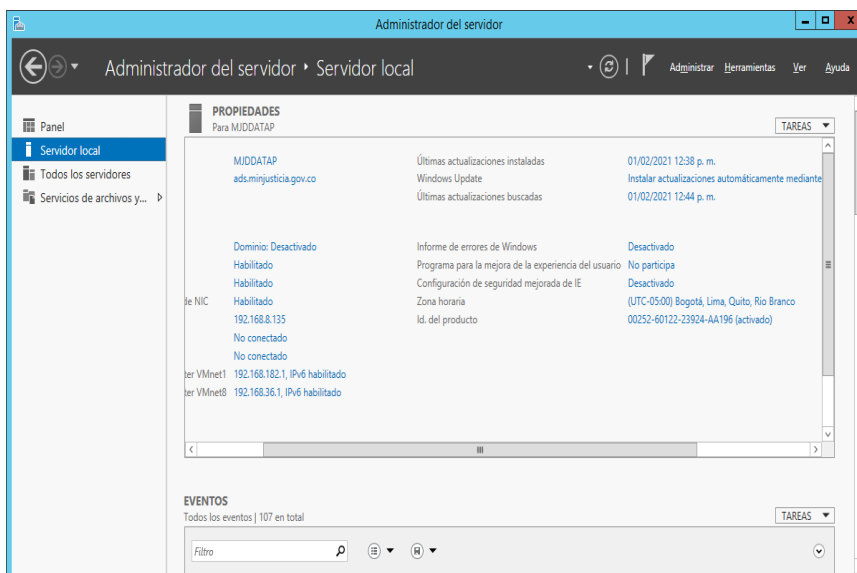 Administrador del servidor
Administrador del servidor • Servidor local
Administrar Herramientas Ver Ayuda
Panel
Servidor local
Todos los servidores
Servicios de archivos y...
PROPIEDADES
Para MJDDATAP
TAREAS
MJDDATAP Últimas actualizaciones instaladas 01/02/2021 12:38 p. m.
ads.minjusticia.gov.co Windows Update Instalar actualizaciones automáticamente mediante
Últimas actualizaciones buscadas 01/02/2021 12:44 p. m.
Dominio: Desactivado Informe de errores de Windows Desactivado
Habilitado Programa para la mejora de la experiencia del usuario No participa
Habilitado Configuración de seguridad mejorada de IE Desactivado
de NIC Habilitado Zona horaria (UTC-05:00) Bogotá, Lima, Quito, Rio Branco
192.168.8.135 Id. del producto 00252-60122-23924-AA196 (activado)
No conectado
No conectado
ter VMnet1 192.168.182.1, IPv6 habilitado
ter VMnet8 192.168.36.1, IPv6 habilitado
EVENTOS
Todos los eventos | 107 en total
TAREAS
Filtro